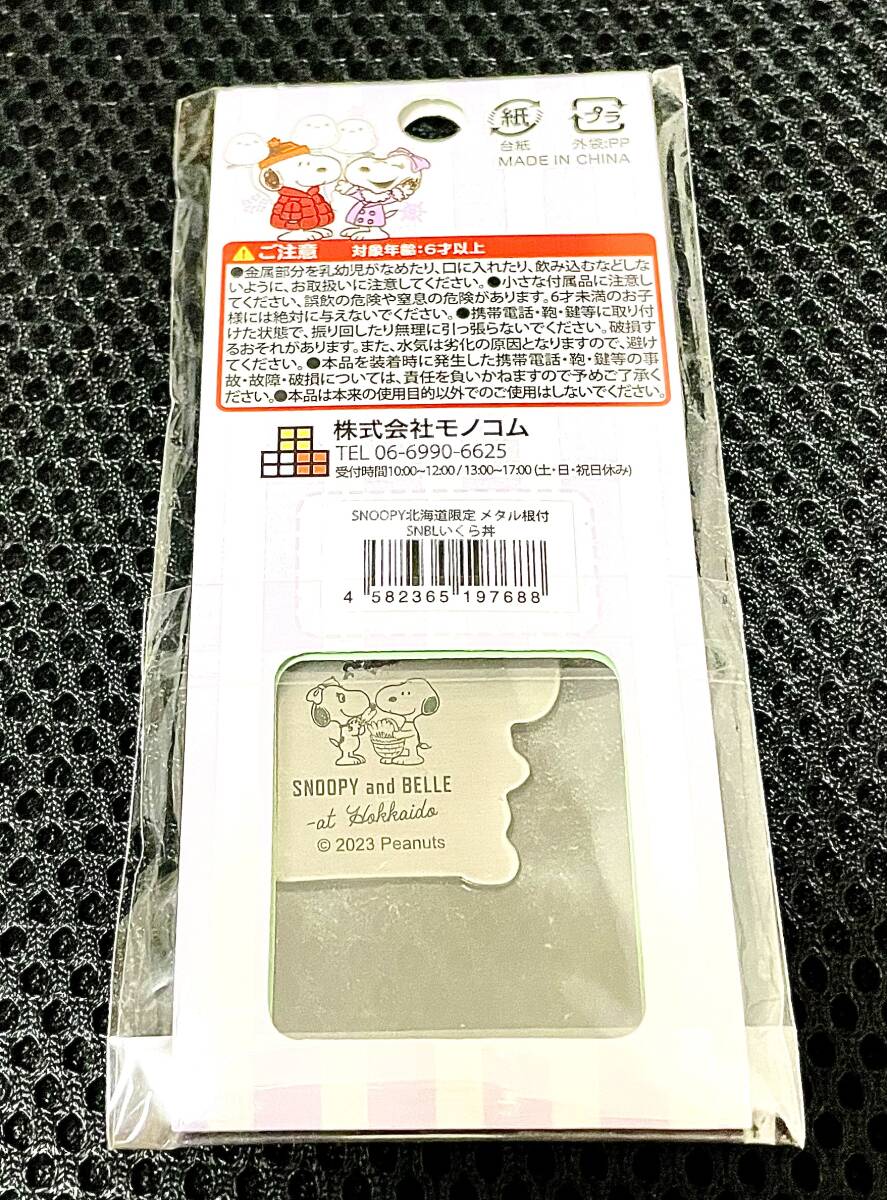 紙
台紙
プラ
外袋:PP
MADE IN CHINA
ご注意 対象年齢:6才以上
●金属部分を乳幼児がなめたり、口に入れたり、飲み込むなどしな
いように、お取扱いに注意してください。●小さな付属品に注意し
てください、誤飲の危険や窒息の危険があります。6才未満のお子
様には絶対に与えないでください。●携帯電話・鞄・鍵等に取り付
けた状態で、振り回したり無理に引っ張らないでください。破損す
るおそれがあります。また、水気は劣化の原因となりますので、避け
てください。●本品を装着時に発生した携帯電話・鞄・鍵等の事
故・故障・破損については、責任を負いかねますので予めご了承く
ださい。●本品は本来の使用目的以外でのご使用はしないでください。
株式会社モノコム
TEL 06-6990-6625
受付時間10:00~12:00/13:00~17:00(土・日・祝日休み)
SNOOPY北海道限定 メタル根付
SNBLいくら丼
4 582365 197688
SNOOPY and BELLE
-at Hokkaido
© 2023 Peanuts